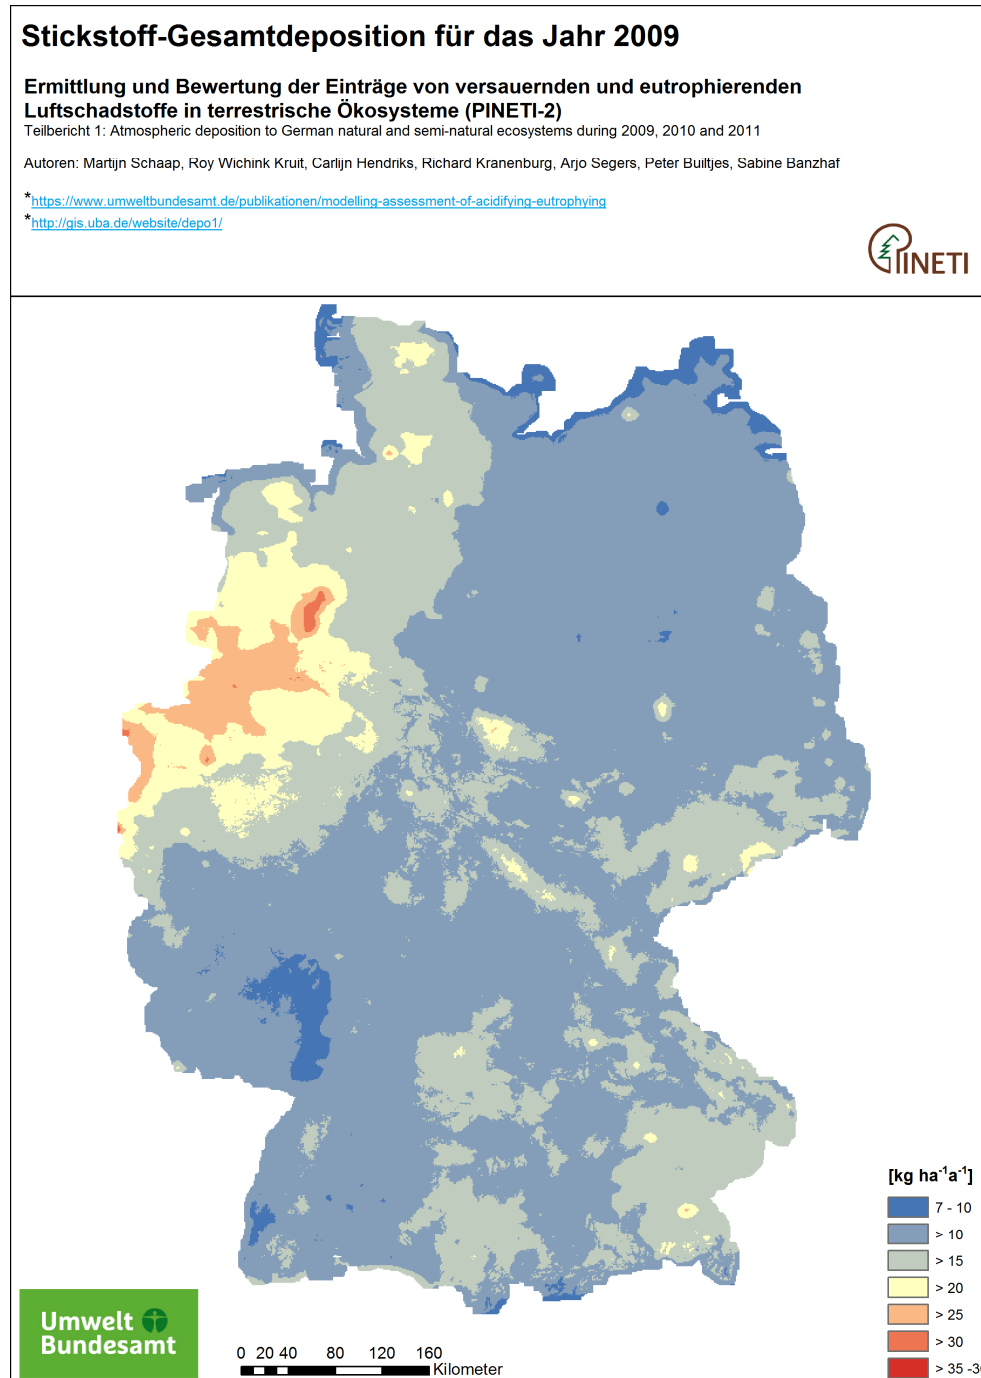 Stickstoff-Gesamtdeposition für das Jahr 2009
Ermittlung und Bewertung der Einträge von versauernden und eutrophierenden
Luftschadstoffe in terrestrische Ökosysteme (PINETI-2)
Teilbericht 1: Atmospheric deposition to German natural and semi-natural ecosystems during 2009, 2010 and 2011
Autoren: Martijn Schaap, Roy Wichink Kruit, Carlijn Hendriks, Richard Kranenburg, Arjo Segers, Peter Builtjes, Sabine Banzhaf
*https://www.umweltbundesamt.de/publikationen/modelling-assessment-of-acidifying-eutrophying
*http://gis.uba.de/website/depo1/
PINETI
[kg ha⁻¹a⁻¹]
7 - 10
> 10
> 15
> 20
> 25
> 30
> 35 -
Umwelt
Bundesamt
0 20 40 80 120 160
Kilometer